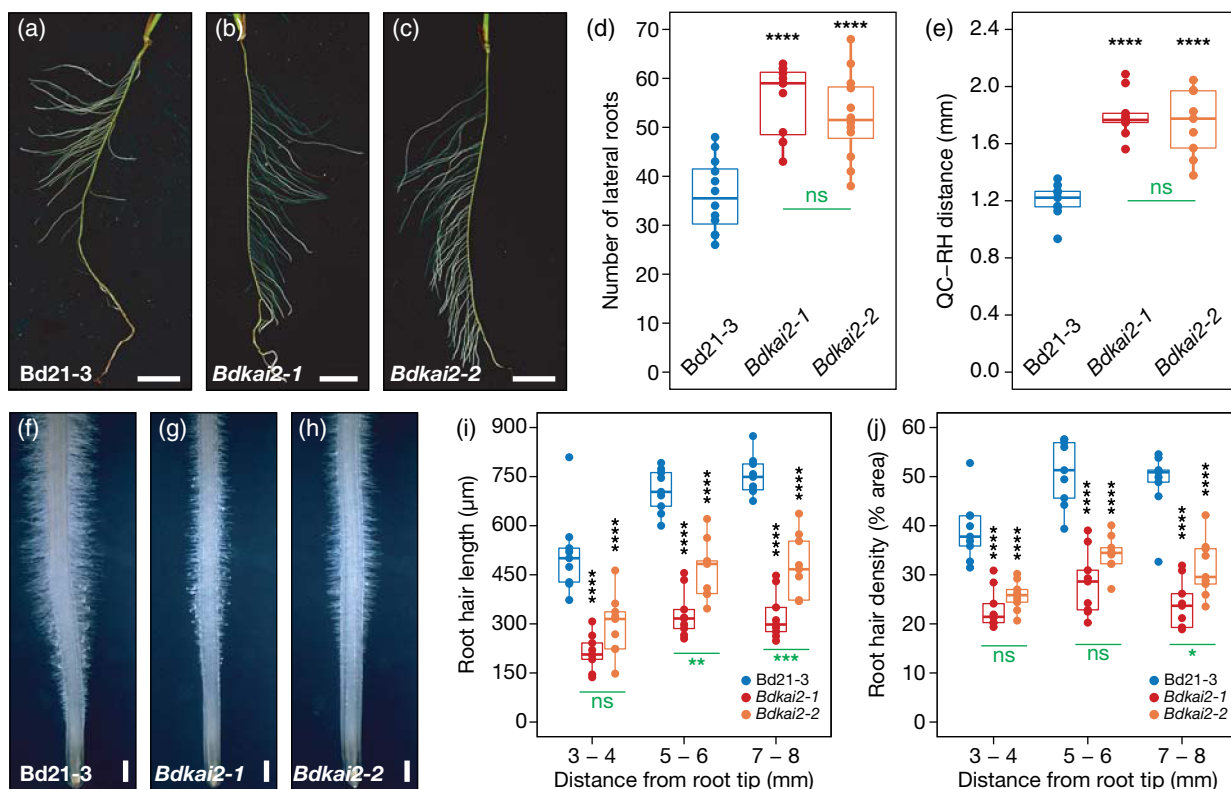 (a)
Bd21-3
(b)
Bdkai2-1
(c)
Bdkai2-2
(d)
Number of lateral roots
70
60
50
40
30
20
10
0
****
****
ns
Bd21-3
Bdkai2-1
Bdkai2-2
(e)
QC–RH distance (mm)
2.4
2.0
1.6
1.2
0.8
0.4
0.0
****
****
ns
Bd21-3
Bdkai2-1
Bdkai2-2
(f)
Bd21-3
(g)
Bdkai2-1
(h)
Bdkai2-2
(i)
Root hair length (µm)
900
750
600
450
300
150
0
****
****
****
****
****
****
ns
**
***
Bd21-3
Bdkai2-1
Bdkai2-2
3 – 4
5 – 6
7 – 8
Distance from root tip (mm)
(j)
Root hair density (% area)
60
50
40
30
20
10
0
****
****
****
****
****
****
ns
ns
*
Bd21-3
Bdkai2-1
Bdkai2-2
3 – 4
5 – 6
7 – 8
Distance from root tip (mm)